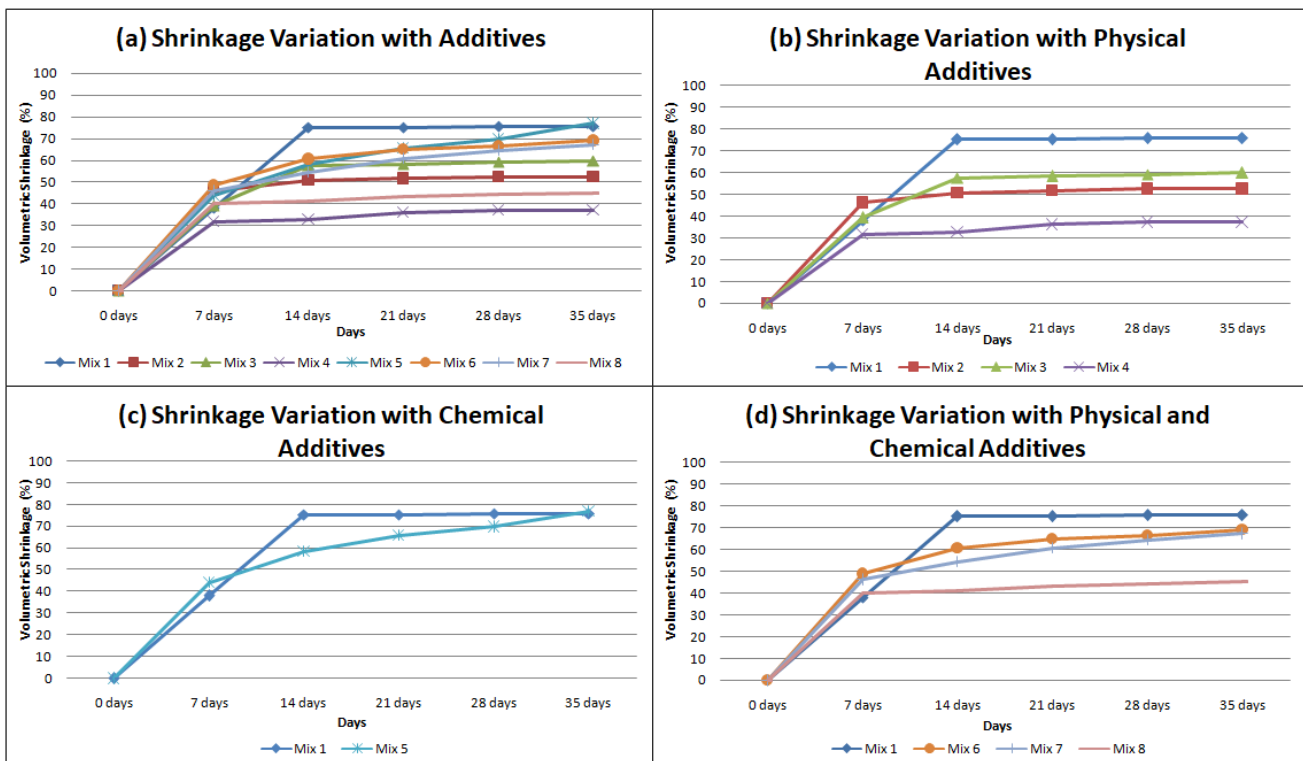 (a) Shrinkage Variation with Additives
Volumetric Shrinkage (%)
100
90
80
70
60
50
40
30
20
10
0
0 days 7 days 14 days 21 days 28 days 35 days
Days
Mix 1 Mix 2 Mix 3 Mix 4 Mix 5 Mix 6 Mix 7 Mix 8
(b) Shrinkage Variation with Physical
Additives
Volumetric Shrinkage (%)
100
90
80
70
60
50
40
30
20
10
0
0 days 7 days 14 days 21 days 28 days 35 days
Days
Mix 1 Mix 2 Mix 3 Mix 4
(c) Shrinkage Variation with Chemical
Additives
Volumetric Shrinkage (%)
100
90
80
70
60
50
40
30
20
10
0
0 days 7 days 14 days 21 days 28 days 35 days
Days
Mix 1 Mix 5
(d) Shrinkage Variation with Physical and
Chemical Additives
Volumetric Shrinkage (%)
100
90
80
70
60
50
40
30
20
10
0
0 days 7 days 14 days 21 days 28 days 35 days
Days
Mix 1 Mix 6 Mix 7 Mix 8